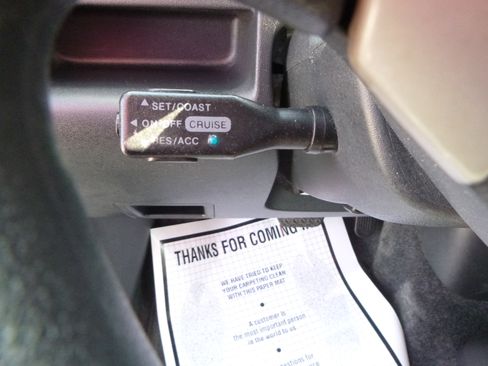 ▲ SET/COAST
◀ ON/OFF CRUISE
RES/ACC
THANKS FOR COMING
WE HAVE TRIED TO KEEP
YOUR CARPETING CLEAN
WITH THIS PAPER MAT
•
A customer is
the most important person
in the world to us.
•
for